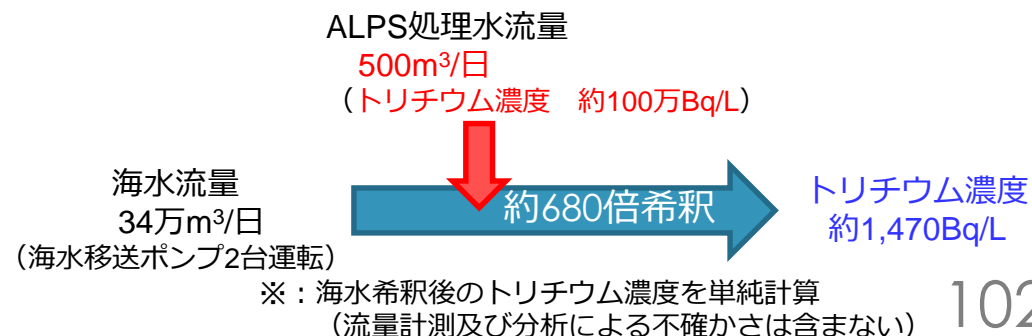 ALPS処理水流量
500m³/日
（トリチウム濃度　約100万Bq/L）
海水流量
34万m³/日
（海水移送ポンプ2台運転）
約680倍希釈
トリチウム濃度
約1,470Bq/L
※：海水希釈後のトリチウム濃度を単純計算
（流量計測及び分析による不確かさは含まない）
102